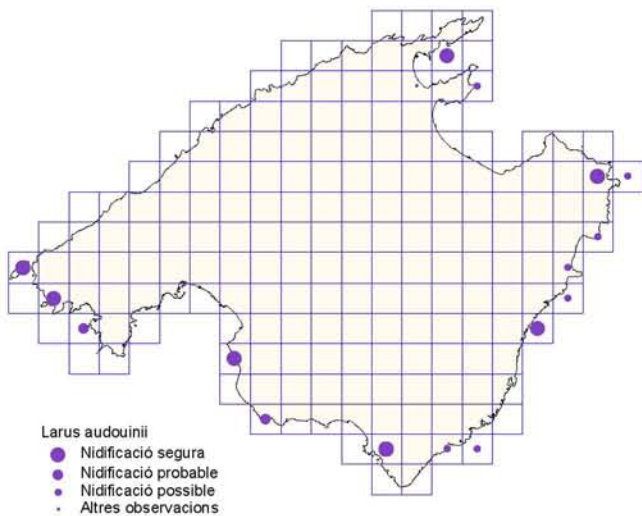 Larus audouinii
Nidificació segura
Nidificació probable
Nidificació possible
Altres observacions